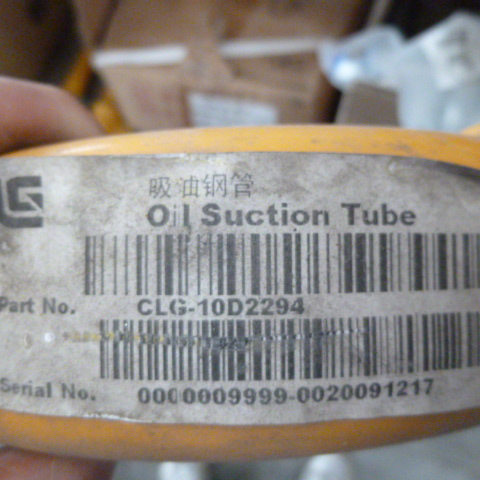 吸油钢管
Oil Suction Tube
Part No. CLG-10D2294
Serial No. 0000009999-0020091217